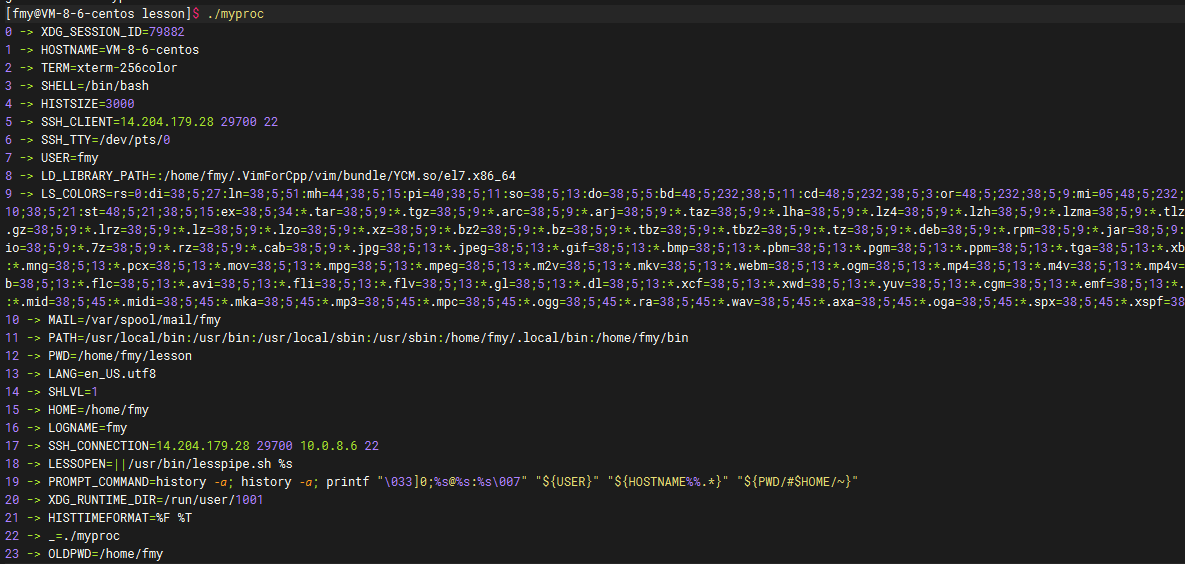 [fmy@VM-8-6-centos lesson]$ ./myproc
0 -> XDG_SESSION_ID=79882
1 -> HOSTNAME=VM-8-6-centos
2 -> TERM=xterm-256color
3 -> SHELL=/bin/bash
4 -> HISTSIZE=3000
5 -> SSH_CLIENT=14.204.179.28 29700 22
6 -> SSH_TTY=/dev/pts/0
7 -> USER=fmy
8 -> LD_LIBRARY_PATH=:/home/fmy/.VimForCpp/vim/bundle/YCM.so/el7.x86_64
9 -> LS_COLORS=rs=0:di=38;5;27:ln=38;5;51:mh=44;38;5;15:pi=40;38;5;11:so=38;5;13:do=38;5;5:bd=48;5;232;38;5;11:cd=48;5;232;38;5;3:or=48;5;232;38;5;9:mi=05;48;5;232;
10;38;5;21:st=48;5;21;38;5;15:ex=38;5;34:*.tar=38;5;9:*.tgz=38;5;9:*.arc=38;5;9:*.arj=38;5;9:*.taz=38;5;9:*.lha=38;5;9:*.lz4=38;5;9:*.lzh=38;5;9:*.lzma=38;5;9:*.tlz
.gz=38;5;9:*.lrz=38;5;9:*.lz=38;5;9:*.lzo=38;5;9:*.xz=38;5;9:*.bz2=38;5;9:*.bz=38;5;9:*.tbz=38;5;9:*.tbz2=38;5;9:*.tz=38;5;9:*.deb=38;5;9:*.rpm=38;5;9:*.jar=38;5;9:
io=38;5;9:*.7z=38;5;9:*.rz=38;5;9:*.cab=38;5;9:*.jpg=38;5;13:*.jpeg=38;5;13:*.gif=38;5;13:*.bmp=38;5;13:*.pbm=38;5;13:*.pgm=38;5;13:*.ppm=38;5;13:*.tga=38;5;13:*.xb
:*.mng=38;5;13:*.pcx=38;5;13:*.mov=38;5;13:*.mpg=38;5;13:*.mpeg=38;5;13:*.m2v=38;5;13:*.mkv=38;5;13:*.webm=38;5;13:*.ogm=38;5;13:*.mp4=38;5;13:*.m4v=38;5;13:*.mp4v=
b=38;5;13:*.flc=38;5;13:*.avi=38;5;13:*.fli=38;5;13:*.flv=38;5;13:*.gl=38;5;13:*.dl=38;5;13:*.xcf=38;5;13:*.xwd=38;5;13:*.yuv=38;5;13:*.cgm=38;5;13:*.emf=38;5;13:*.
:*.mid=38;5;45:*.midi=38;5;45:*.mka=38;5;45:*.mp3=38;5;45:*.mpc=38;5;45:*.ogg=38;5;45:*.ra=38;5;45:*.wav=38;5;45:*.axa=38;5;45:*.oga=38;5;45:*.spx=38;5;45:*.xspf=38
10 -> MAIL=/var/spool/mail/fmy
11 -> PATH=/usr/local/bin:/usr/bin:/usr/local/sbin:/usr/sbin:/home/fmy/.local/bin:/home/fmy/bin
12 -> PWD=/home/fmy/lesson
13 -> LANG=en_US.utf8
14 -> SHLVL=1
15 -> HOME=/home/fmy
16 -> LOGNAME=fmy
17 -> SSH_CONNECTION=14.204.179.28 29700 10.0.8.6 22
18 -> LESSOPEN=||/usr/bin/lesspipe.sh %s
19 -> PROMPT_COMMAND=history -a; history -a; printf "\033]0;%s@%s:%s\007" "${USER}" "${HOSTNAME%%.*}" "${PWD/#$HOME/~}"
20 -> XDG_RUNTIME_DIR=/run/user/1001
21 -> HISTTIMEFORMAT=%F %T
22 -> _=./myproc
23 -> OLDPWD=/home/fmy